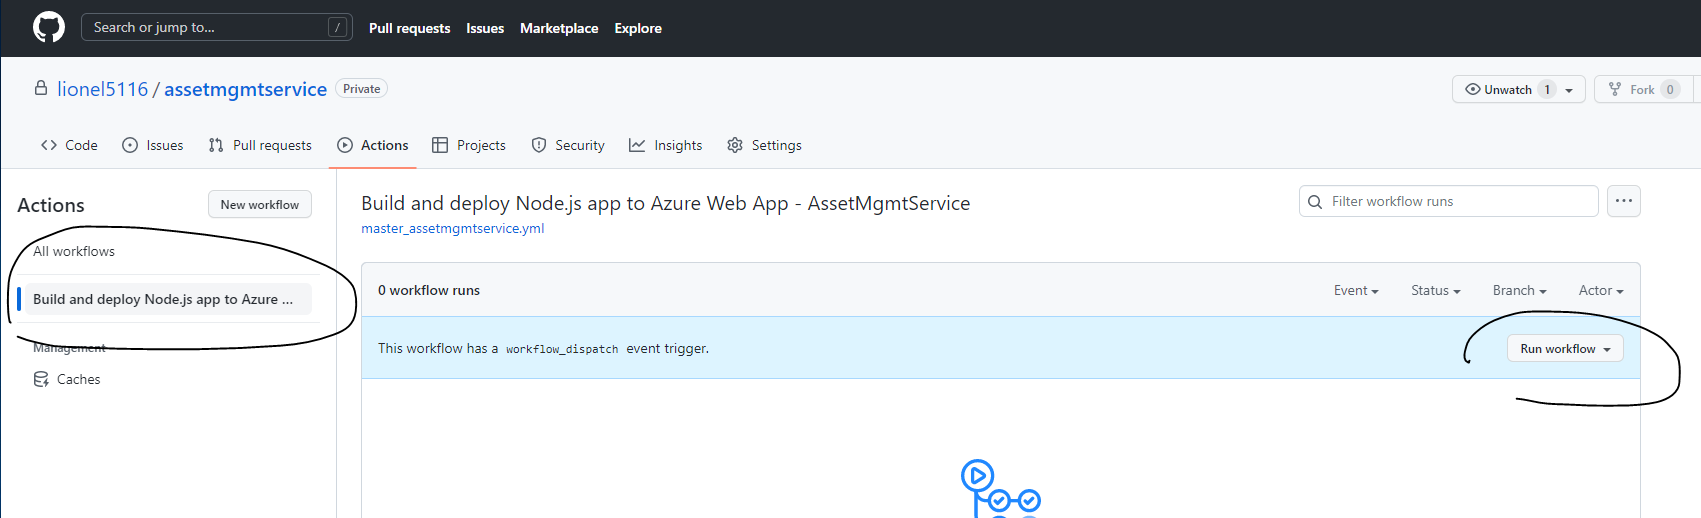 Search or jump to... /
Pull requests Issues Marketplace Explore
lionel5116 / assetmgmtservice Private
Unwatch 1 Fork 0
Code Issues Pull requests Actions Projects Security Insights Settings
Actions New workflow
All workflows
Build and deploy Node.js app to Azure ...
Management
Caches
Build and deploy Node.js app to Azure Web App - AssetMgmtService
master_assetmgmtservice.yml
Filter workflow runs
0 workflow runs
Event Status Branch Actor
This workflow has a workflow_dispatch event trigger.
Run workflow